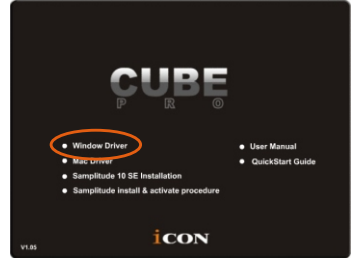 CUBE
PRO
Window Driver
Mac Driver
Samplitude 10 SE Installation
Samplitude install & activate procedure
User Manual
QuickStart Guide
iCON
V1.05